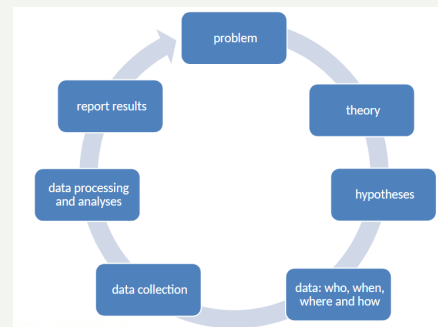 problem
theory
hypotheses
data: who, when,
where and how
data collection
data processing
and analyses
report results